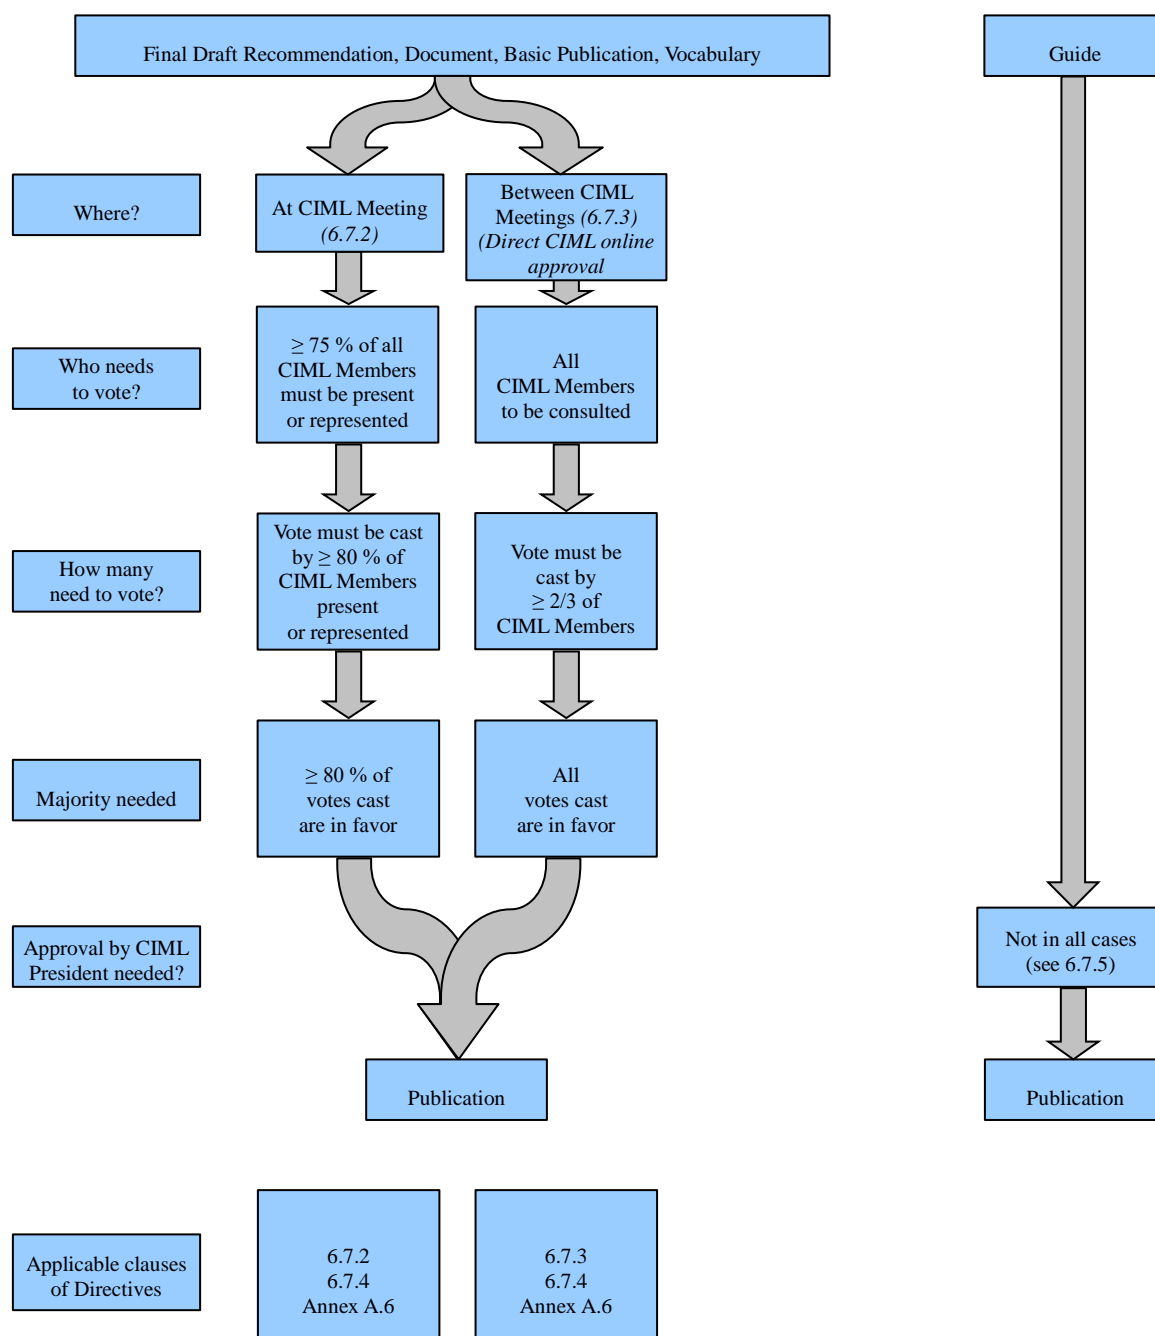 Final Draft Recommendation, Document, Basic Publication, Vocabulary
Guide
Where?
At CIML Meeting
(6.7.2)
Between CIML
Meetings (6.7.3)
(Direct CIML online
approval
Who needs
to vote?
≥ 75 % of all
CIML Members
must be present
or represented
All
CIML Members
to be consulted
How many
need to vote?
Vote must be cast
by ≥ 80 % of
CIML Members
present
or represented
Vote must be
cast by
≥ 2/3 of
CIML Members
Majority needed
≥ 80 % of
votes cast
are in favor
All
votes cast
are in favor
Approval by CIML
President needed?
Not in all cases
(see 6.7.5)
Publication
Publication
Applicable clauses
of Directives
6.7.2
6.7.4
Annex A.6
6.7.3
6.7.4
Annex A.6